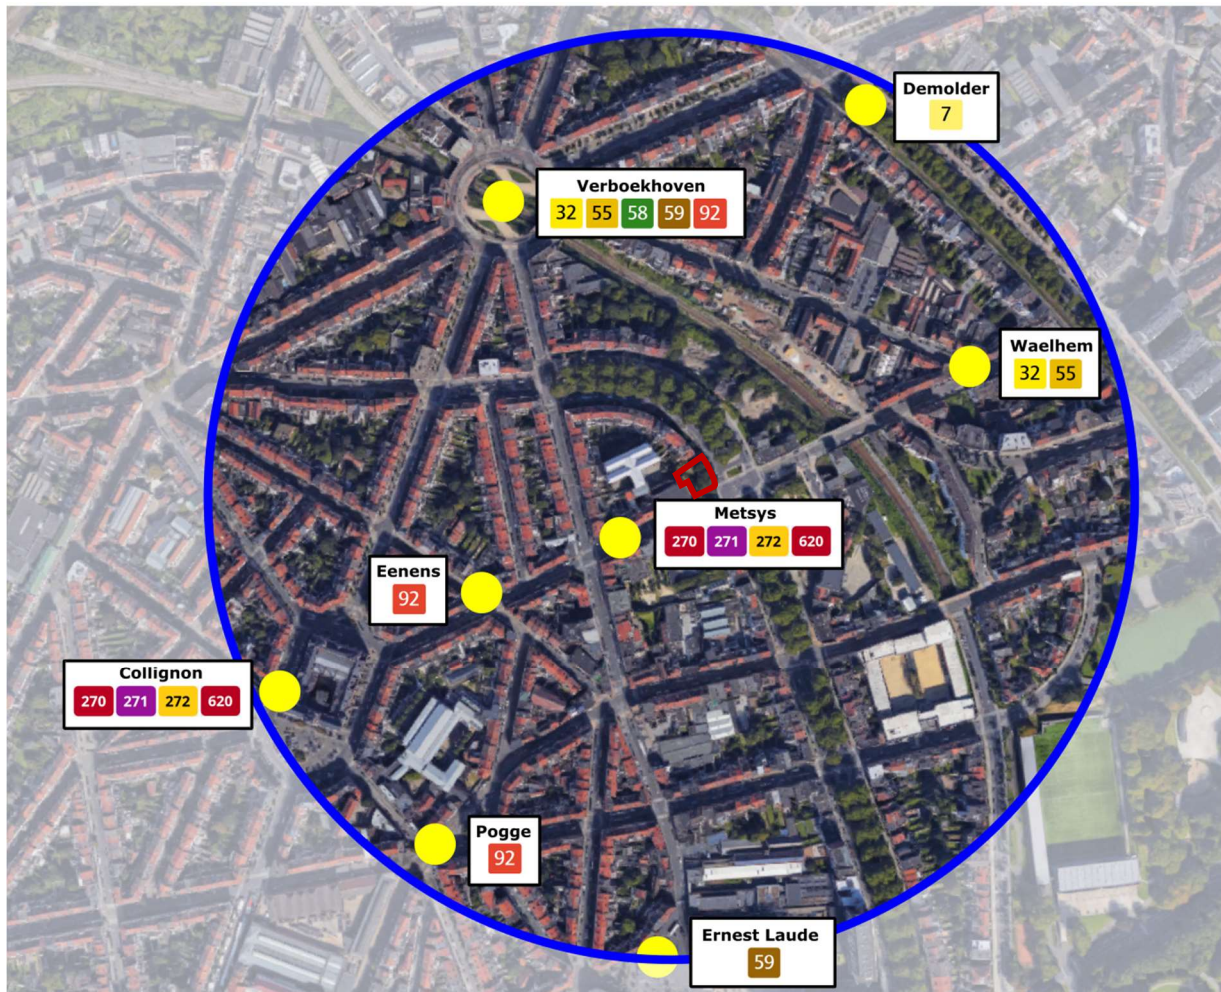 Demolder
7
Verboekhoven
32 55 58 59 92
Waelhem
32 55
Metsys
270 271 272 620
Eenens
92
Collignon
270 271 272 620
Pogge
92
Ernest Laude
59